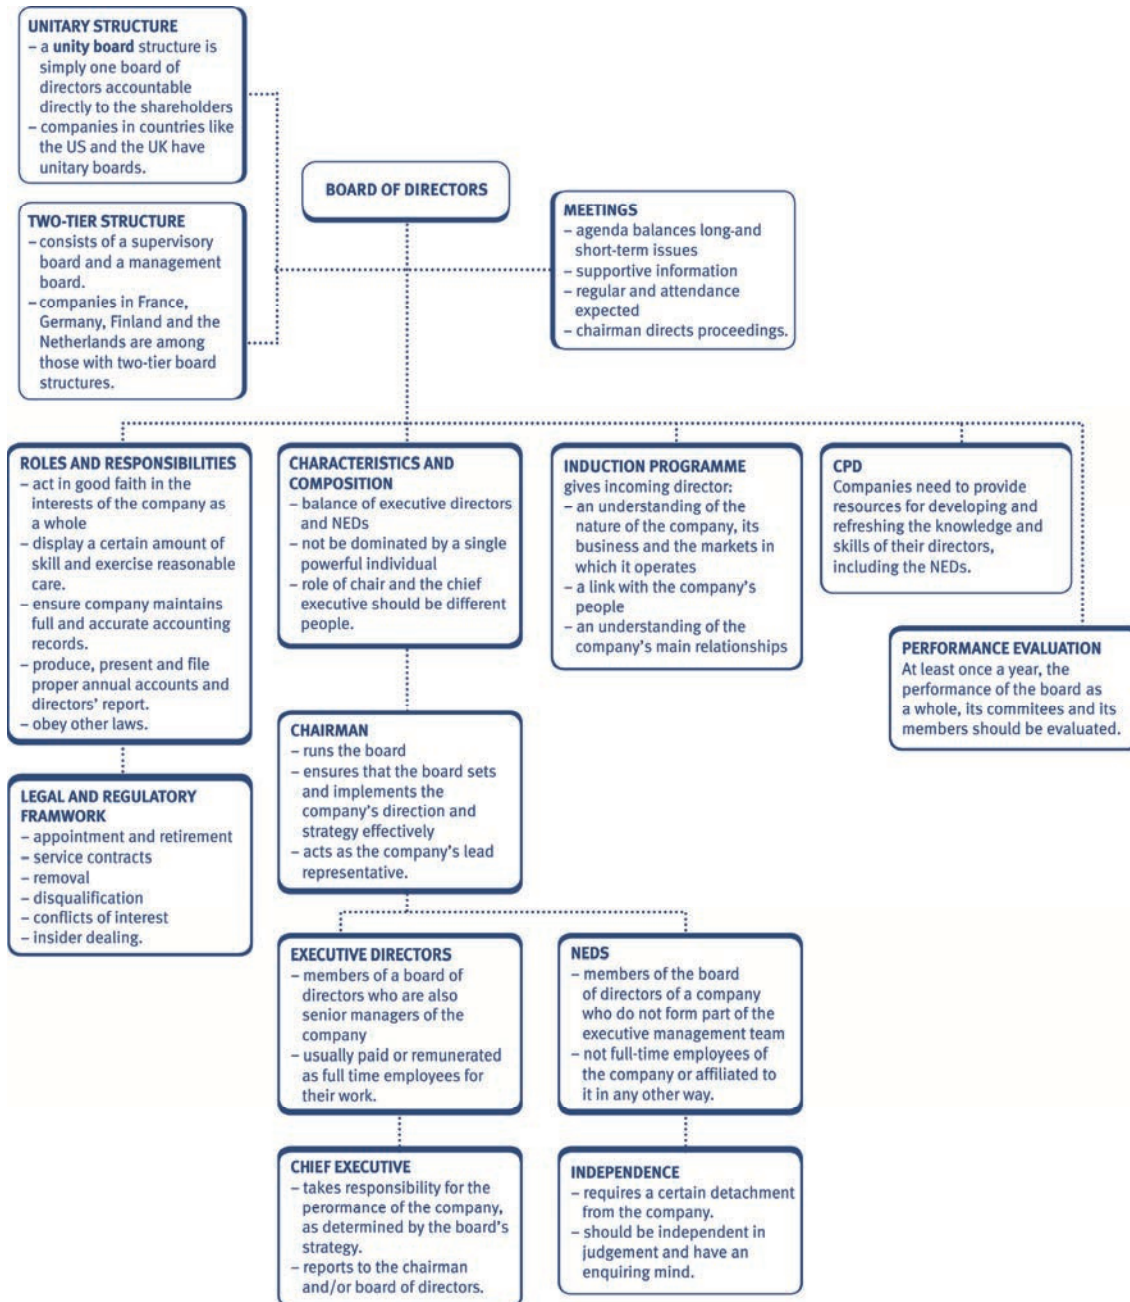 UNITARY STRUCTURE
– a unity board structure is
simply one board of
directors accountable
directly to the shareholders
– companies in countries like
the US and the UK have
unitary boards.
BOARD OF DIRECTORS
TWO-TIER STRUCTURE
– consists of a supervisory
board and a management
board.
– companies in France,
Germany, Finland and the
Netherlands are among
those with two-tier board
structures.
MEETINGS
– agenda balances long-and
short-term issues
– supportive information
– regular and attendance
expected
– chairman directs proceedings.
ROLES AND RESPONSIBILITIES
– act in good faith in the
interests of the company as
a whole
– display a certain amount of
skill and exercise reasonable
care.
– ensure company maintains
full and accurate accounting
records.
– produce, present and file
proper annual accounts and
directors' report.
– obey other laws.
CHARACTERISTICS AND
COMPOSITION
– balance of executive directors
and NEDs
– not be dominated by a single
powerful individual
– role of chair and the chief
executive should be different
people.
INDUCTION PROGRAMME
gives incoming director:
– an understanding of the
nature of the company, its
business and the markets in
which it operates
– a link with the company's
people
– an understanding of the
company's main relationships
CPD
Companies need to provide
resources for developing and
refreshing the knowledge and
skills of their directors,
including the NEDs.
PERFORMANCE EVALUATION
At least once a year, the
performance of the board as
a whole, its commitees and its
members should be evaluated.
LEGAL AND REGULATORY
FRAMWORK
– appointment and retirement
– service contracts
– removal
– disqualification
– conflicts of interest
– insider dealing.
CHAIRMAN
– runs the board
– ensures that the board sets
and implements the
company's direction and
strategy effectively
– acts as the company's lead
representative.
EXECUTIVE DIRECTORS
– members of a board of
directors who are also
senior managers of the
company
– usually paid or remunerated
as full time employees for
their work.
NEDS
– members of the board
of directors of a company
who do not form part of the
executive management team
– not full-time employees of
the company or affiliated to
it in any other way.
CHIEF EXECUTIVE
– takes responsibility for the
perormance of the company,
as determined by the board's
strategy.
– reports to the chairman
and/or board of directors.
INDEPENDENCE
– requires a certain detachment
from the company.
– should be independent in
judgement and have an
enquiring mind.